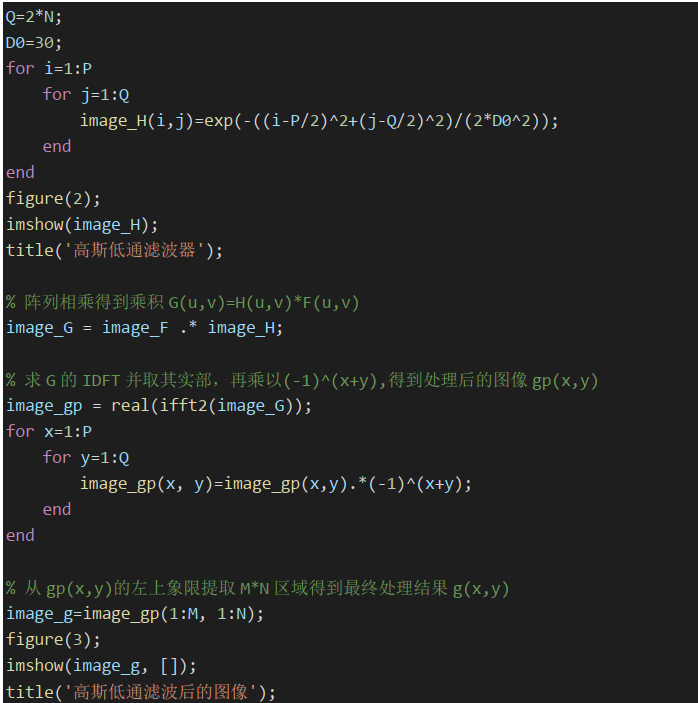 Q=2*N;
D0=30;
for i=1:P
    for j=1:Q
        image_H(i,j)=exp(-((i-P/2)^2+(j-Q/2)^2)/(2*D0^2));
    end
end
figure(2);
imshow(image_H);
title('高斯低通滤波器');

% 阵列相乘得到乘积 G(u,v)=H(u,v)*F(u,v)
image_G = image_F .* image_H;

% 求 G 的 IDFT 并取其实部，再乘以(-1)^(x+y),得到处理后的图像 gp(x,y)
image_gp = real(ifft2(image_G));
for x=1:P
    for y=1:Q
        image_gp(x, y)=image_gp(x,y).*(-1)^(x+y);
    end
end

% 从 gp(x,y)的左上象限提取 M*N 区域得到最终处理结果 g(x,y)
image_g=image_gp(1:M, 1:N);
figure(3);
imshow(image_g, []);
title('高斯低通滤波后的图像');